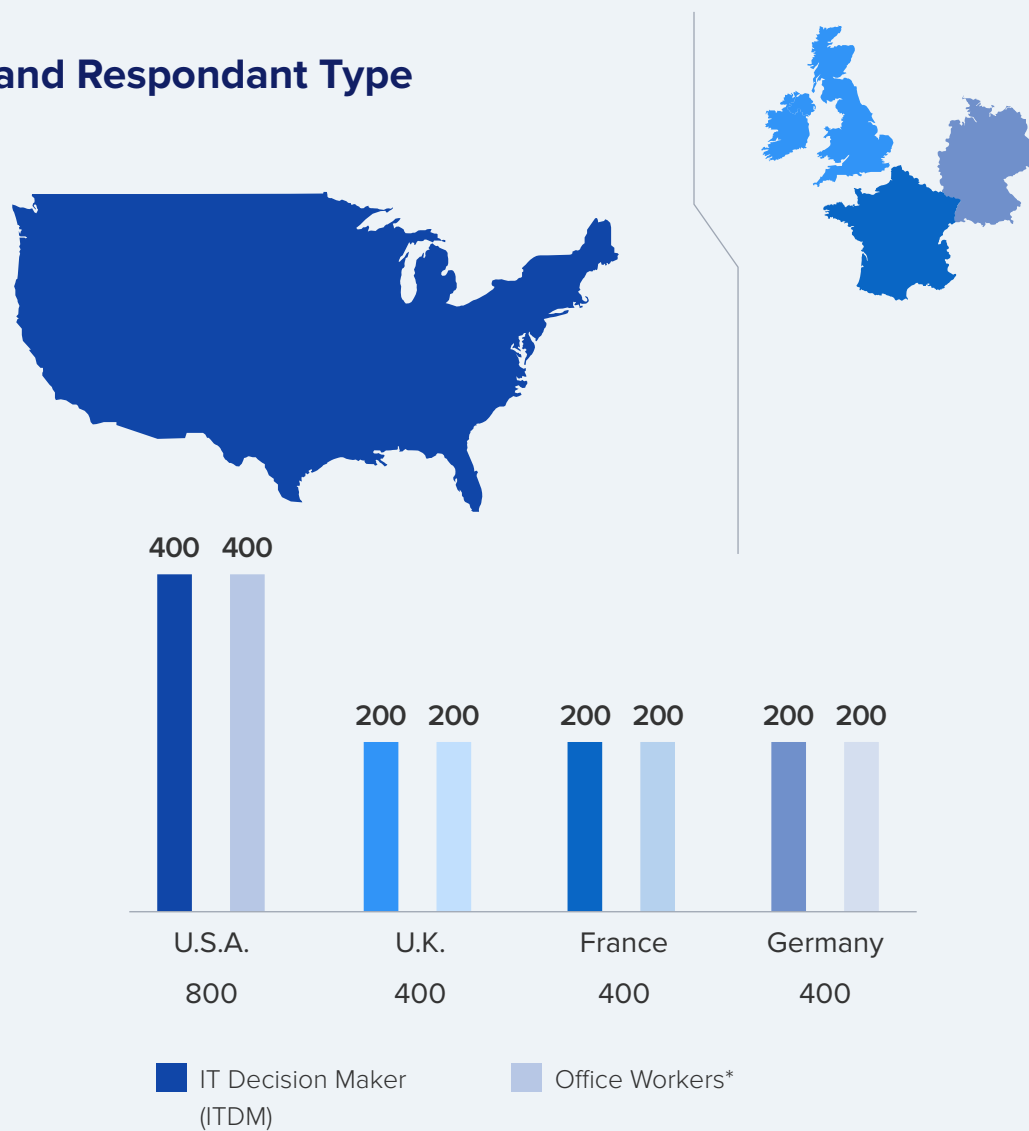 and Respondant Type
400 400
200 200 200 200 200 200
U.S.A. U.K. France Germany
800 400 400 400
IT Decision Maker Office Workers*
(ITDM)